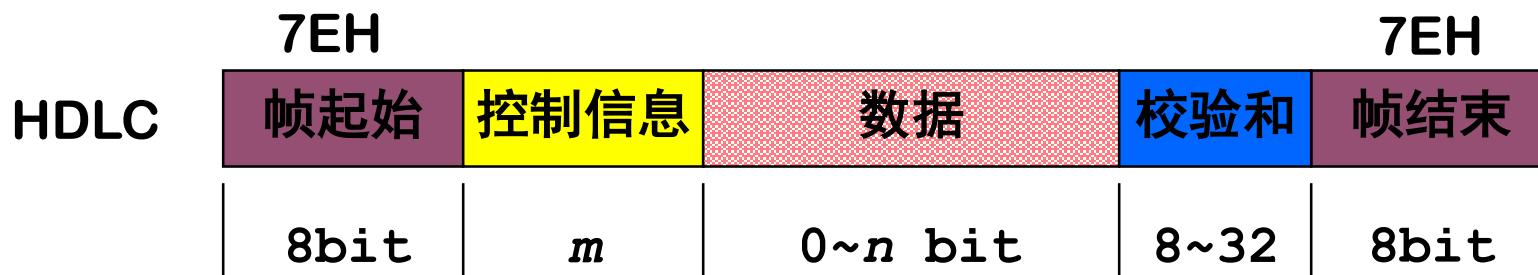 7EH 7EH
HDLC 帧起始 控制信息 数据 校验和 帧结束
8bit m 0~n bit 8~32 8bit